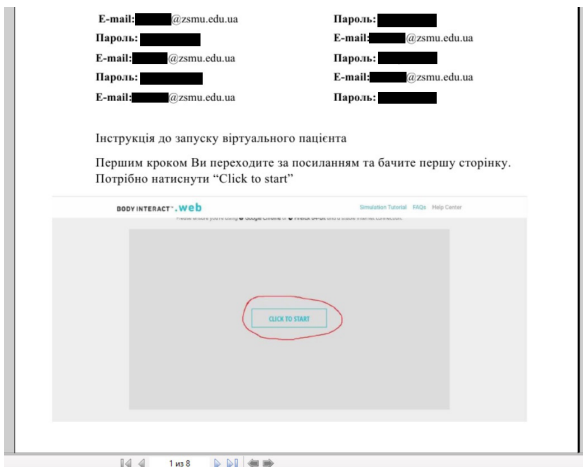 E-mail: @zsmu.edu.ua
Пароль:
E-mail: @zsmu.edu.ua
Пароль:
E-mail: @zsmu.edu.ua
Пароль:
E-mail: @zsmu.edu.ua
Пароль:
E-mail: @zsmu.edu.ua
Пароль:
Інструкція до запуску віртуального пацієнта
Першим кроком Ви переходите за посиланням та бачите першу сторінку.
Потрібно натиснути “Click to start”
BODY INTERACT™.web
Simulation Tutorial FAQs Help Center
CLICK TO START
1 из 8